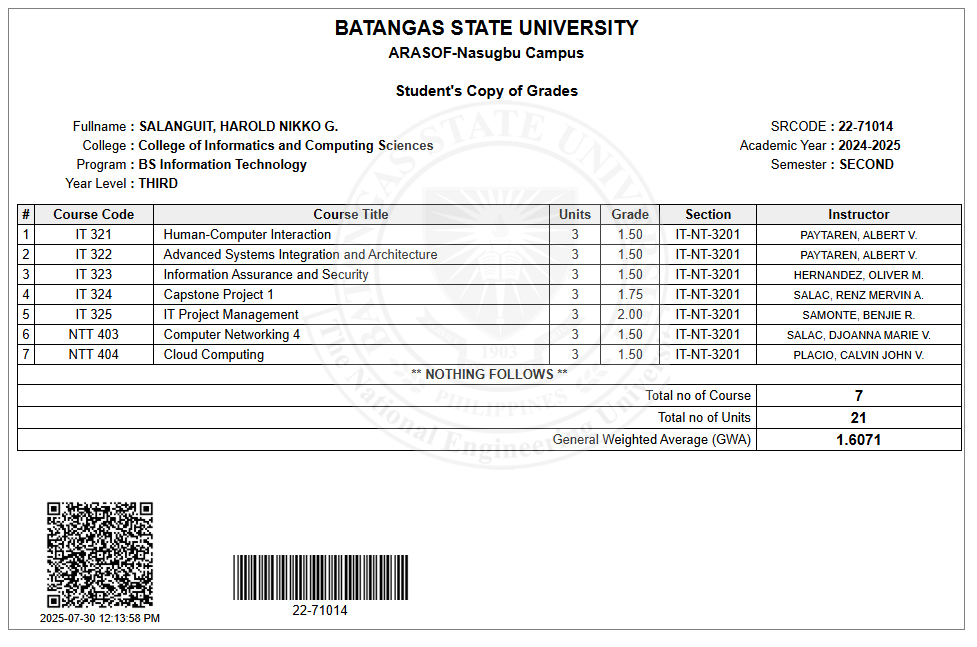 BATANGAS STATE UNIVERSITY
ARASOF-Nasugbu Campus
Student's Copy of Grades
Fullname : SALANGUIT, HAROLD NIKKO G. SRCODE : 22-71014
College : College of Informatics and Computing Sciences Academic Year : 2024-2025
Program : BS Information Technology Semester : SECOND
Year Level : THIRD
# Course Code Course Title Units Grade Section Instructor
1 IT 321 Human-Computer Interaction 3 1.50 IT-NT-3201 PAYTAREN, ALBERT V.
2 IT 322 Advanced Systems Integration and Architecture 3 1.50 IT-NT-3201 PAYTAREN, ALBERT V.
3 IT 323 Information Assurance and Security 3 1.50 IT-NT-3201 HERNANDEZ, OLIVER M.
4 IT 324 Capstone Project 1 3 1.75 IT-NT-3201 SALAC, RENZ MERVIN A.
5 IT 325 IT Project Management 3 2.00 IT-NT-3201 SAMONTE, BENJIE R.
6 NTT 403 Computer Networking 4 3 1.50 IT-NT-3201 SALAC, DJOANNA MARIE V.
7 NTT 404 Cloud Computing 3 1.50 IT-NT-3201 PLACIO, CALVIN JOHN V.
** NOTHING FOLLOWS **
Total no of Course 7
Total no of Units 21
General Weighted Average (GWA) 1.6071
BATANGAS STATE UNIVERSITY
1903
PHILIPPINES
The National Engineering University
2025-07-30 12:13:58 PM
22-71014